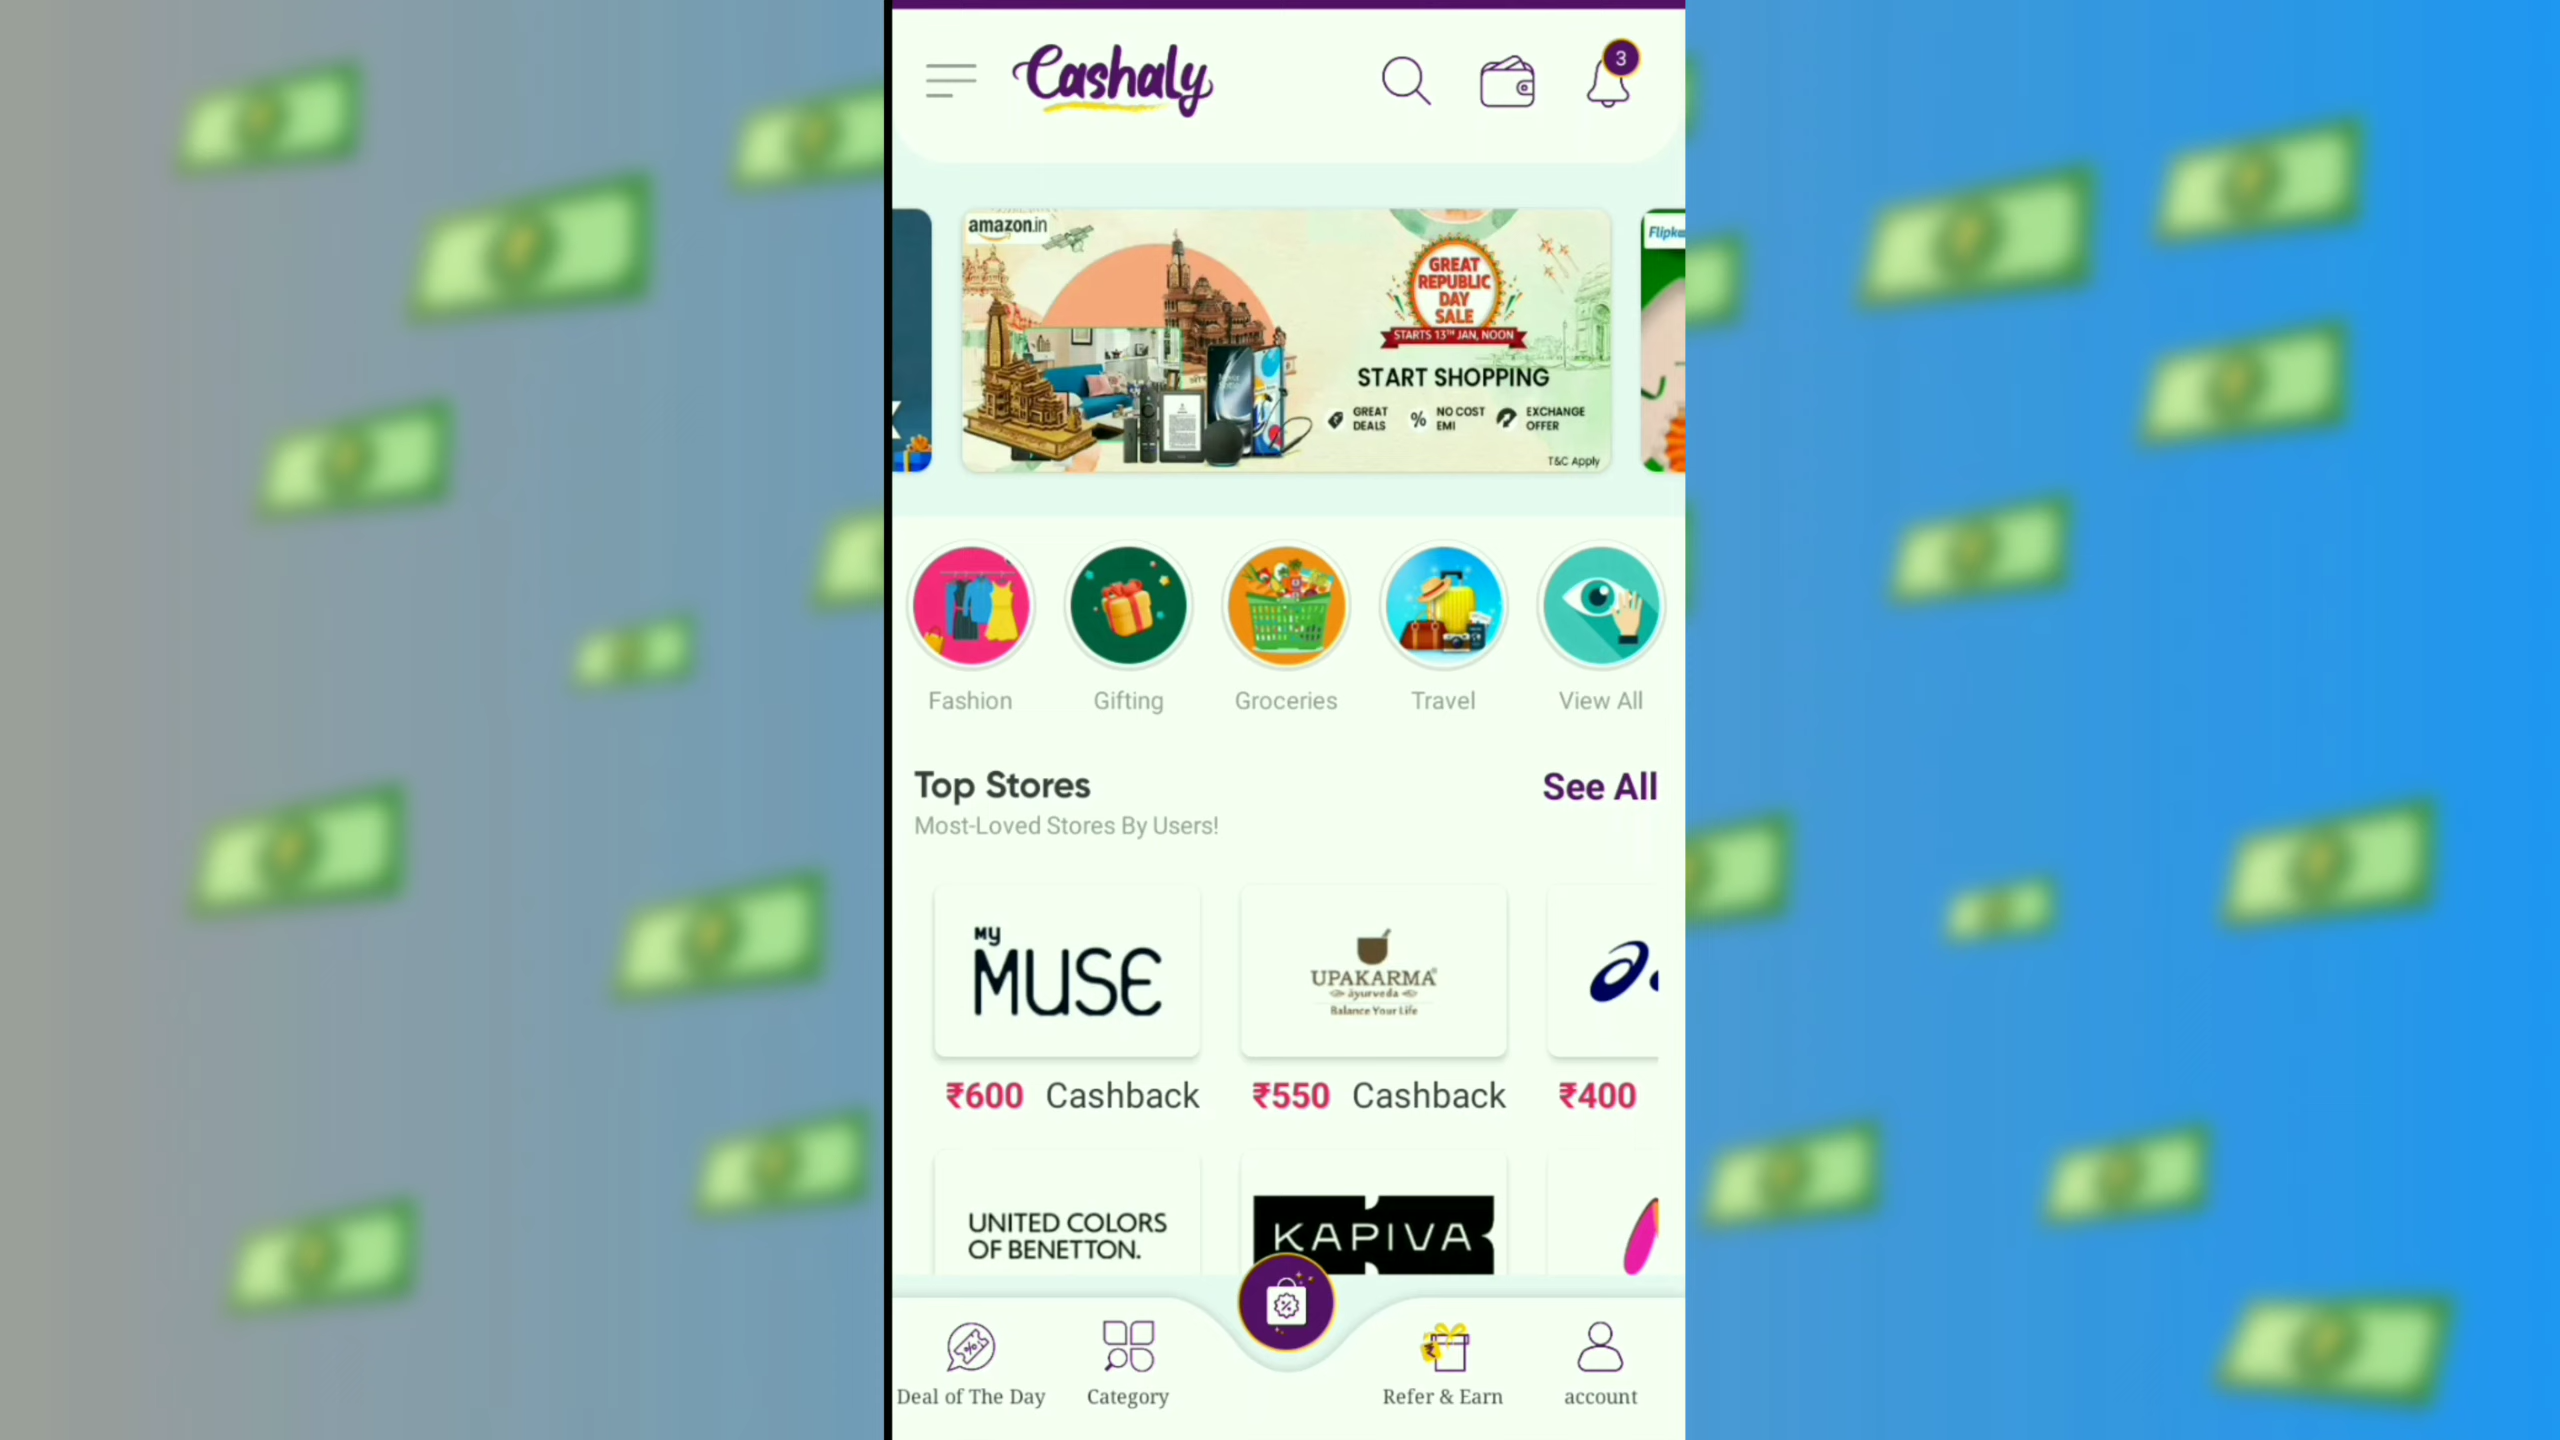 Cashaly
3
amazon.in
GREAT
REPUBLIC
DAY
SALE
STARTS 13TH JAN, NOON
START SHOPPING
GREAT
DEALS
% NO COST
EMI
EXCHANGE
OFFER
T&C Apply
Fashion
Gifting
Groceries
Travel
View All
Top Stores
See All
Most-Loved Stores By Users!
My
MUSE
UPAKARMA
ayurveda
Balance Your Life
₹600 Cashback
₹550 Cashback
₹400
UNITED COLORS
OF BENETTON.
KAPIVA
Deal of The Day
Category
Refer & Earn
account